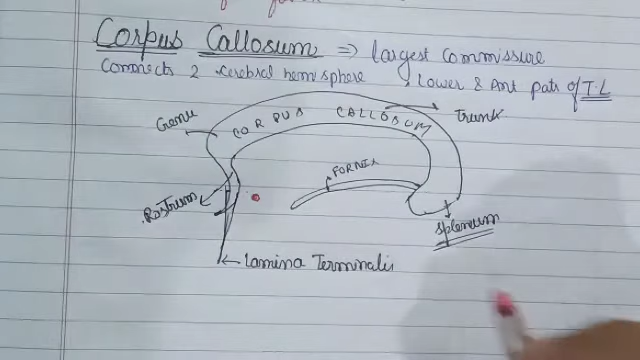 Corpus Callosum => largest commissure
Connects 2 cerebral hemisphere , Lower & Ant pats of T.L
Genu
CORPUS CALLOSUM
Trunk
FORNIX
Rostrum
Splenium
Lamina Terminalis